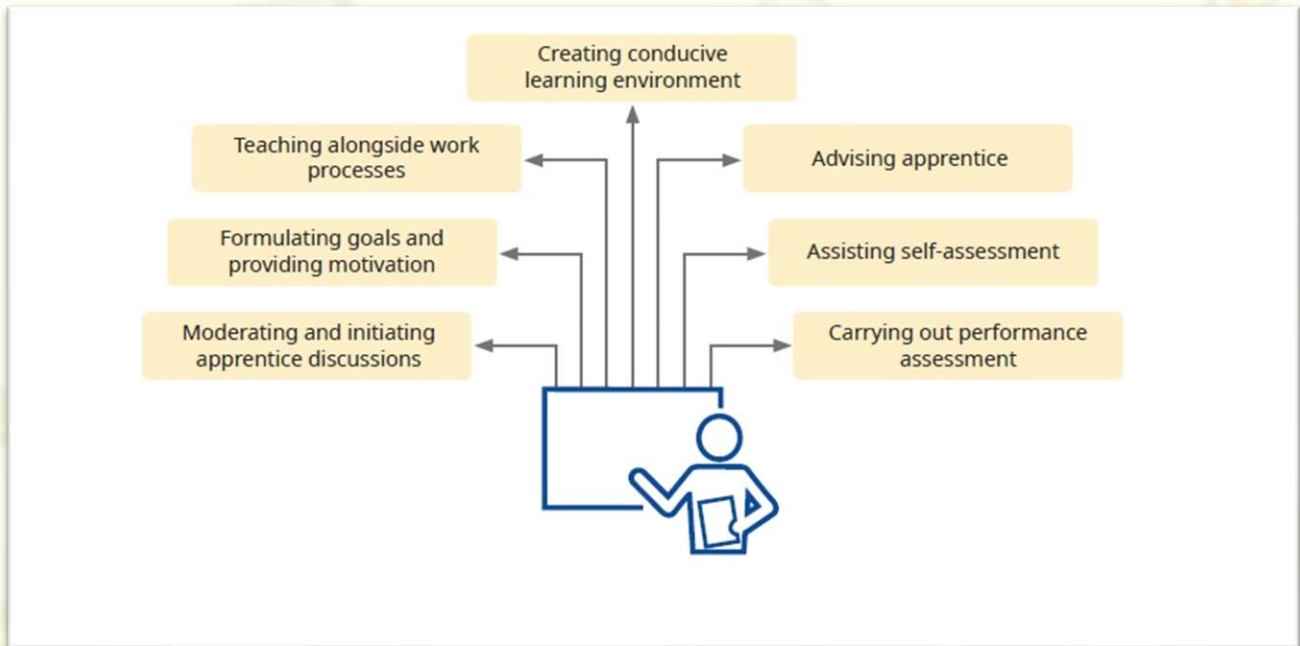 Creating conducive
learning environment
Teaching alongside work
processes
Advising apprentice
Formulating goals and
providing motivation
Assisting self-assessment
Moderating and initiating
apprentice discussions
Carrying out performance
assessment